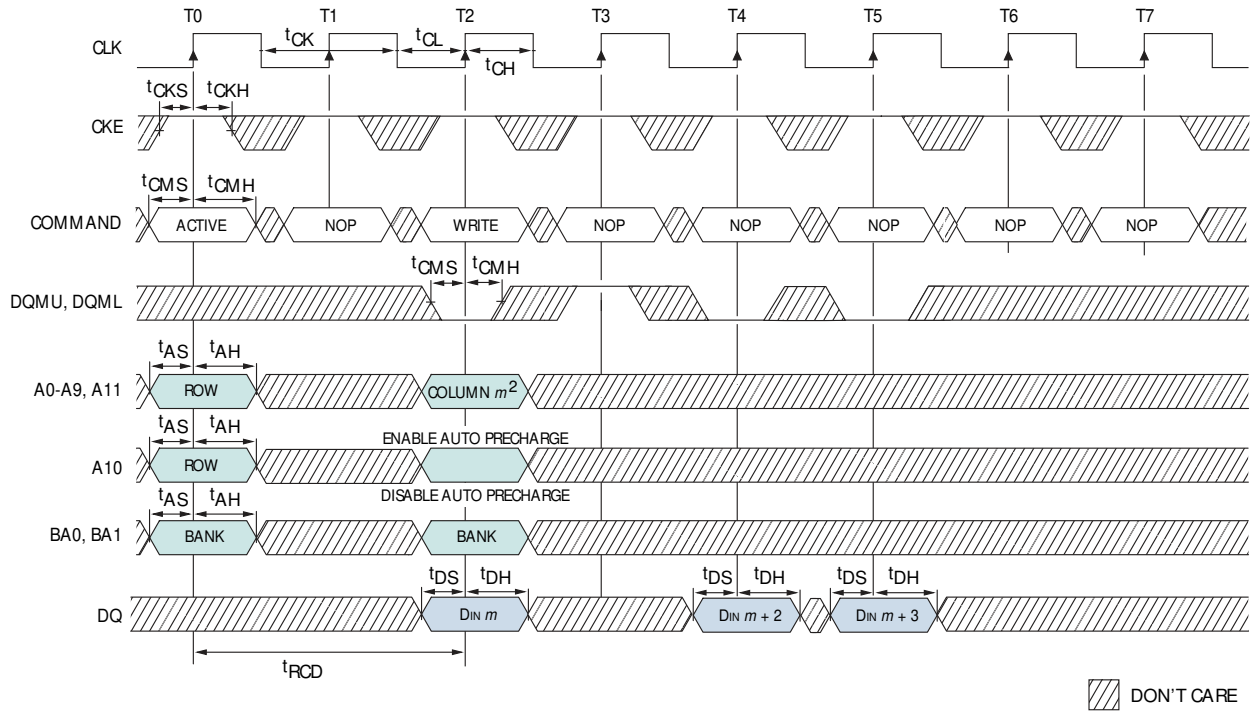 T0 T1 T2 T3 T4 T5 T6 T7
CLK
tCK tCL
tCH
tCKS tCKH
CKE
tCMS tCMH
COMMAND ACTIVE NOP WRITE NOP NOP NOP NOP NOP
tCMS tCMH
DQMU, DQML
tAS tAH
A0-A9, A11 ROW COLUMN m2
tAS tAH ENABLE AUTO PRECHARGE
A10 ROW
tAS tAH DISABLE AUTO PRECHARGE
BA0, BA1 BANK BANK
tDS tDH tDS tDH tDS tDH
DQ DIN m DIN m + 2 DIN m + 3
tRCD
DON'T CARE